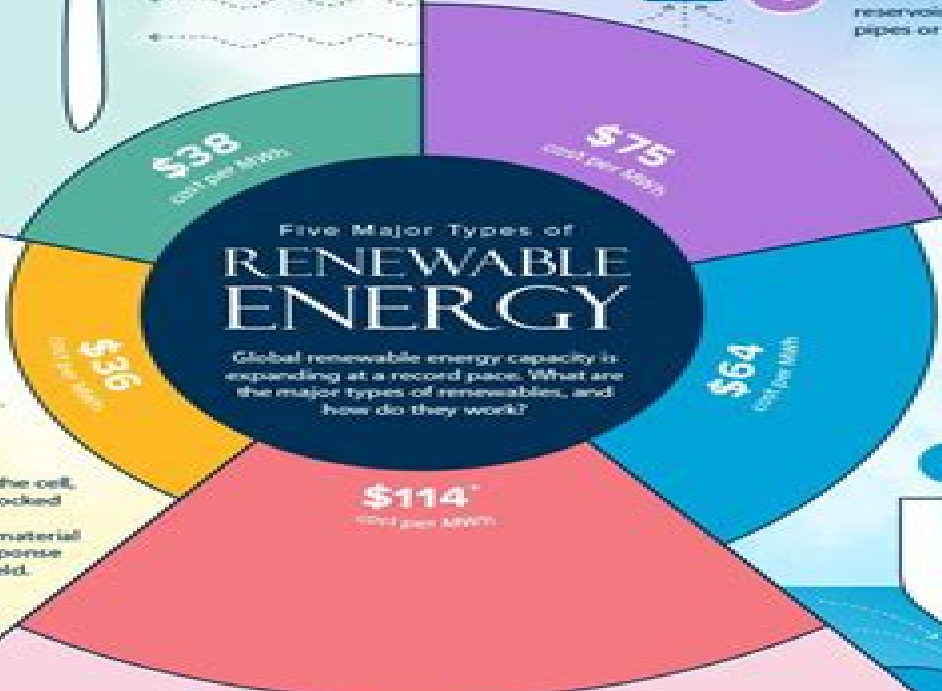 reservoir
pipes or
$38
cost per MWh
$75
cost per MWh
Five Major Types of
RENEWABLE
ENERGY
Global renewable energy capacity is
expanding at a record pace. What are
the major types of renewables, and
how do they work?
$36
cost per MWh
$64
cost per MWh
$114*
cost per MWh
the cell,
ocked
material
ponse
eld.